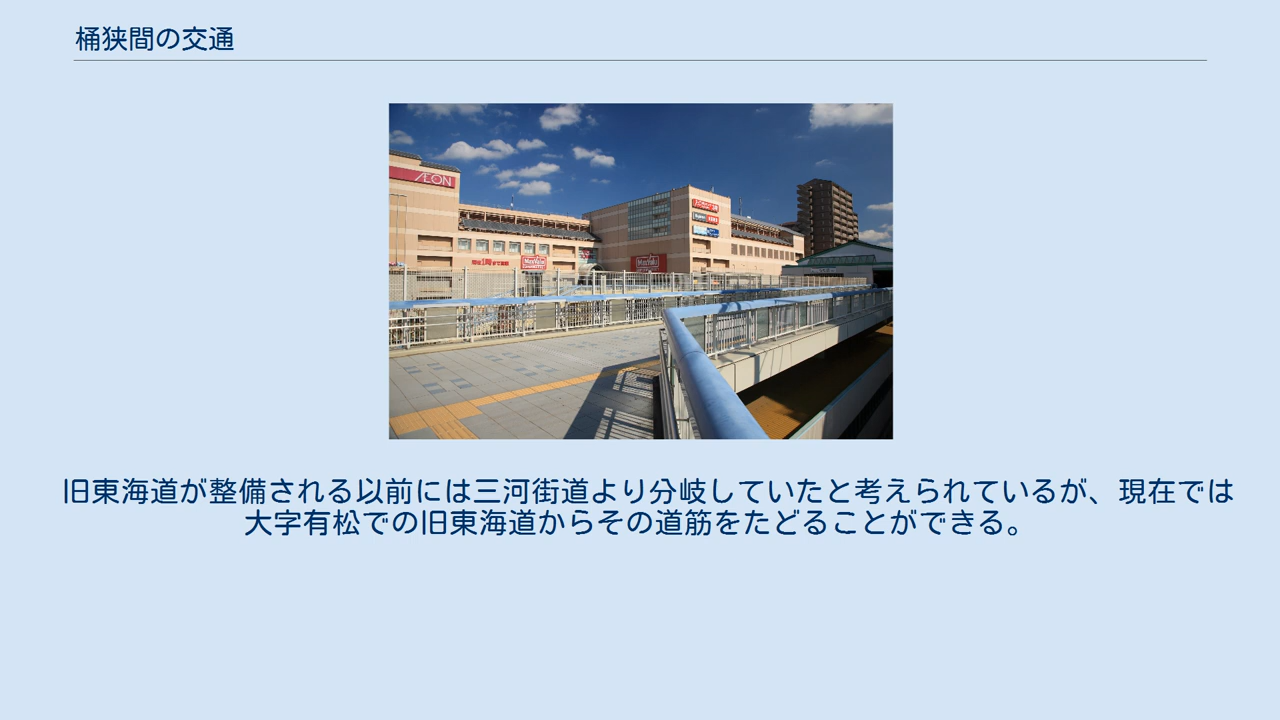 桶狭間の交通
ÆON
MaxValu
MaxValu
旧東海道が整備される以前には三河街道より分岐していたと考えられているが、現在では
大字有松での旧東海道からその道筋をたどることができる。